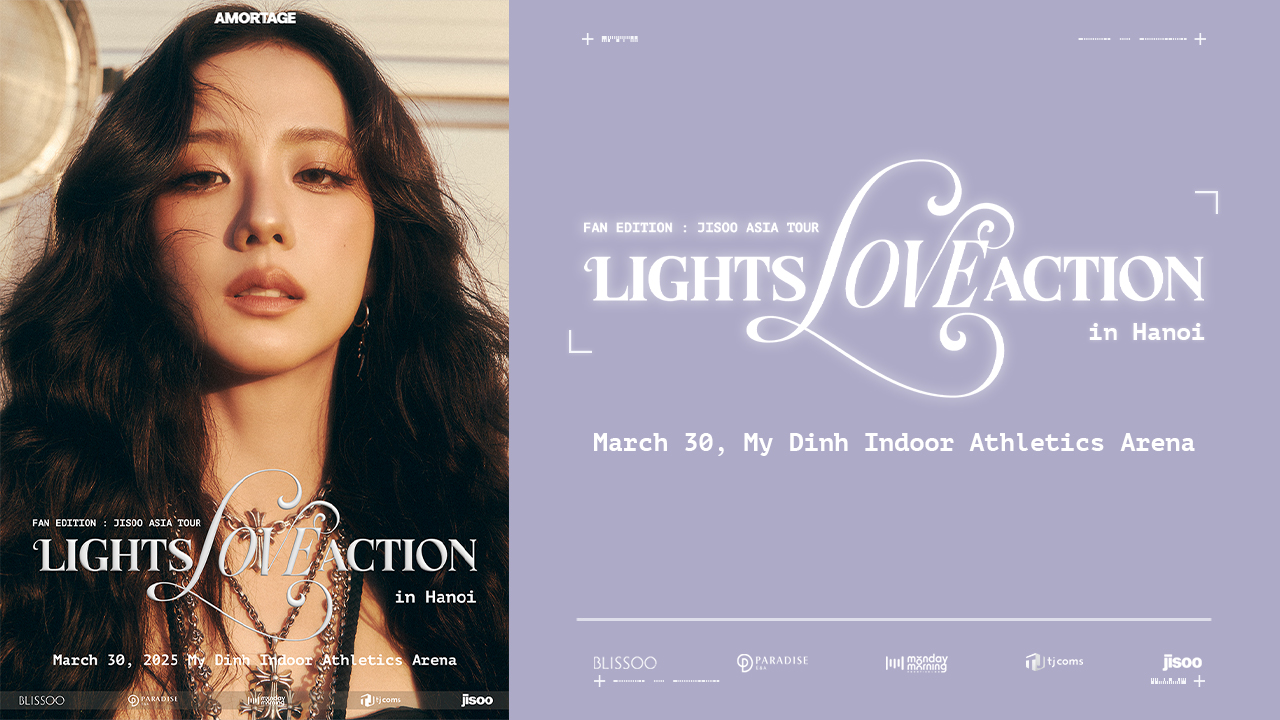 AMORTAGE
FAN EDITION : JISOO ASIA TOUR
LIGHTS LOVE ACTION
in Hanoi
March 30, 2025 My Dinh Indoor Athletics Arena
BLISSOO
PARADISE
monday morning
tjcoms
jisoo
FAN EDITION : JISOO ASIA TOUR
LIGHTS LOVE ACTION
in Hanoi
March 30, My Dinh Indoor Athletics Arena
BLISSOO
PARADISE
monday morning
tjcoms
jisoo